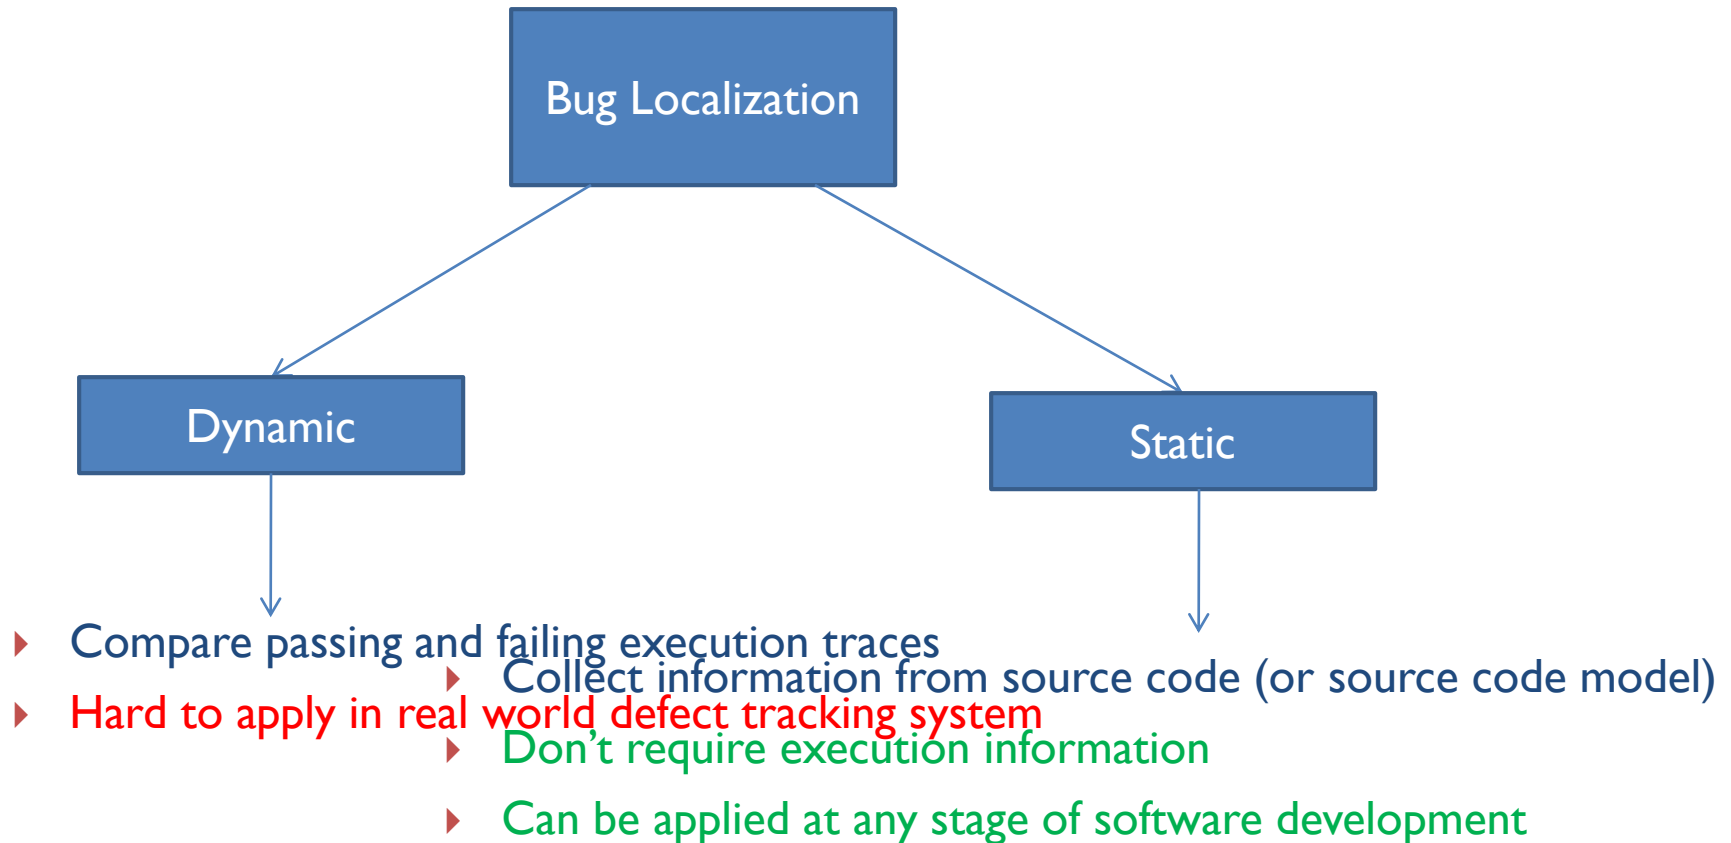 Bug Localization
Dynamic
Static
Compare passing and failing execution traces
Hard to apply in real world defect tracking system
Collect information from source code (or source code model)
Don’t require execution information
Can be applied at any stage of software development